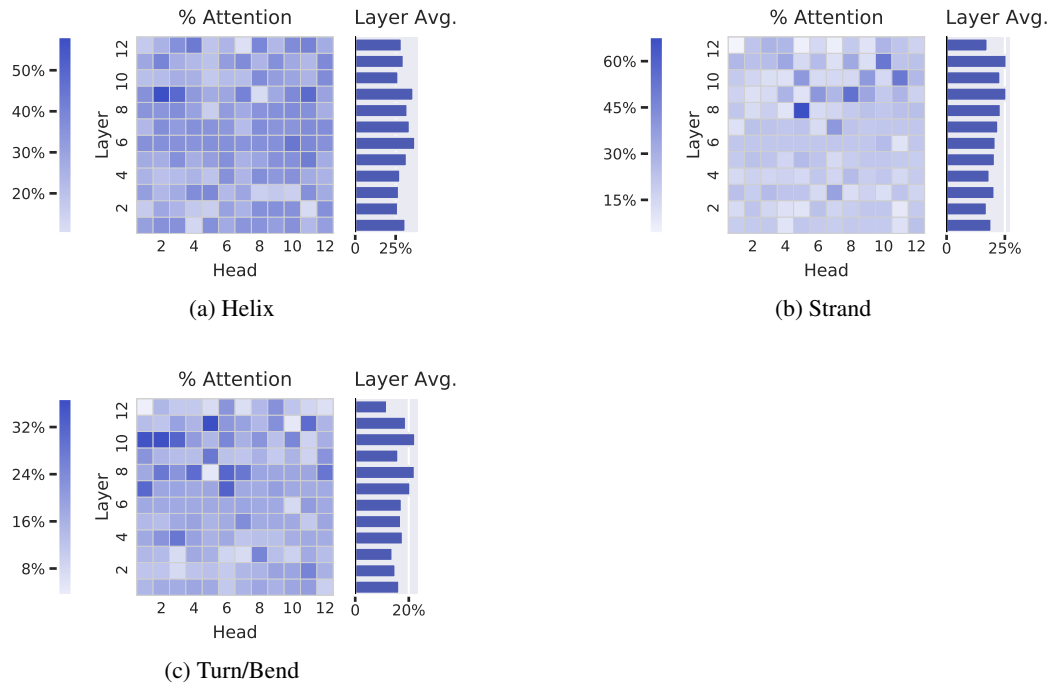 % Attention
Layer Avg.
50%
40%
30%
20%
Layer
12
10
8
6
4
2
2 4 6 8 10 12
Head
0 25%
(a) Helix
% Attention
Layer Avg.
60%
45%
30%
15%
Layer
12
10
8
6
4
2
2 4 6 8 10 12
Head
0 25%
(b) Strand
% Attention
Layer Avg.
32%
24%
16%
8%
Layer
12
10
8
6
4
2
2 4 6 8 10 12
Head
0 20%
(c) Turn/Bend